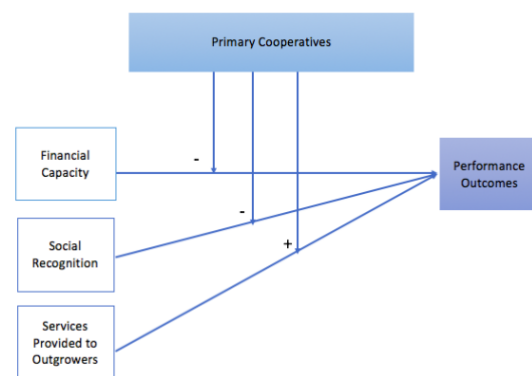 Primary Cooperatives
-
Financial
Capacity
Performance
Outcomes
-
Social
Recognition
+
Services
Provided to
Outgrowers